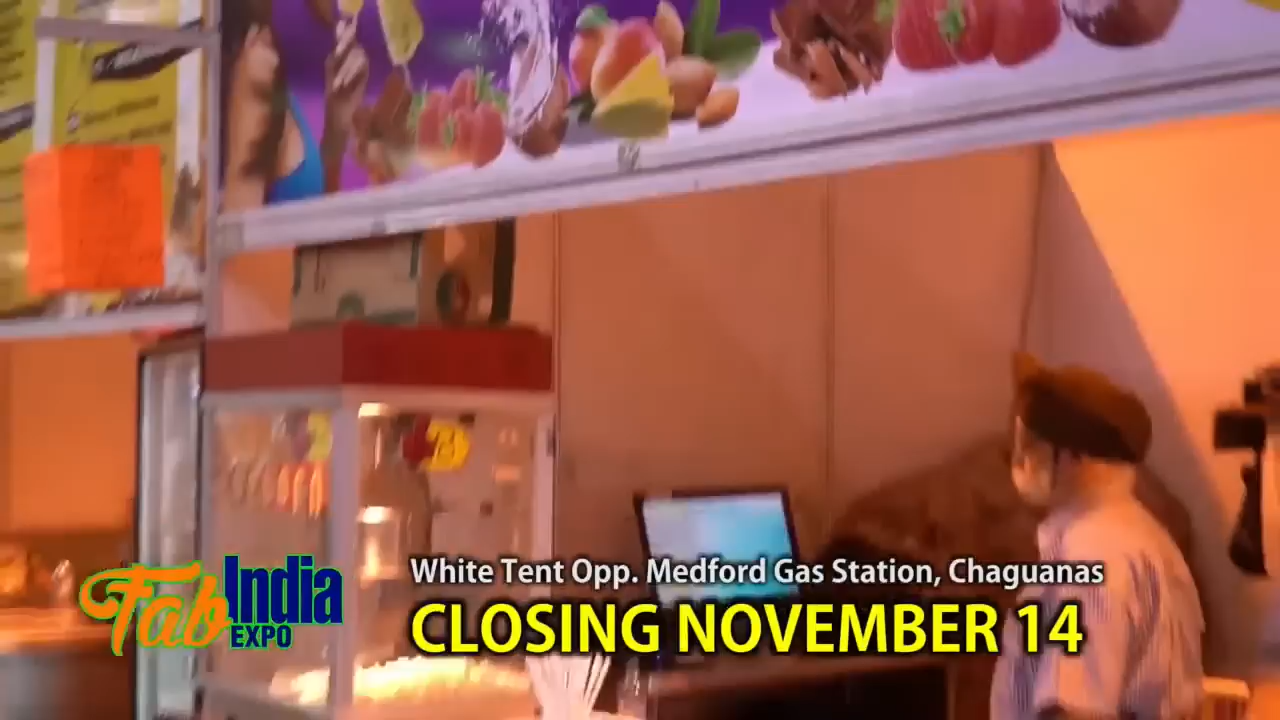 Fab India
EXPO
White Tent Opp. Medford Gas Station, Chaguanas
CLOSING NOVEMBER 14